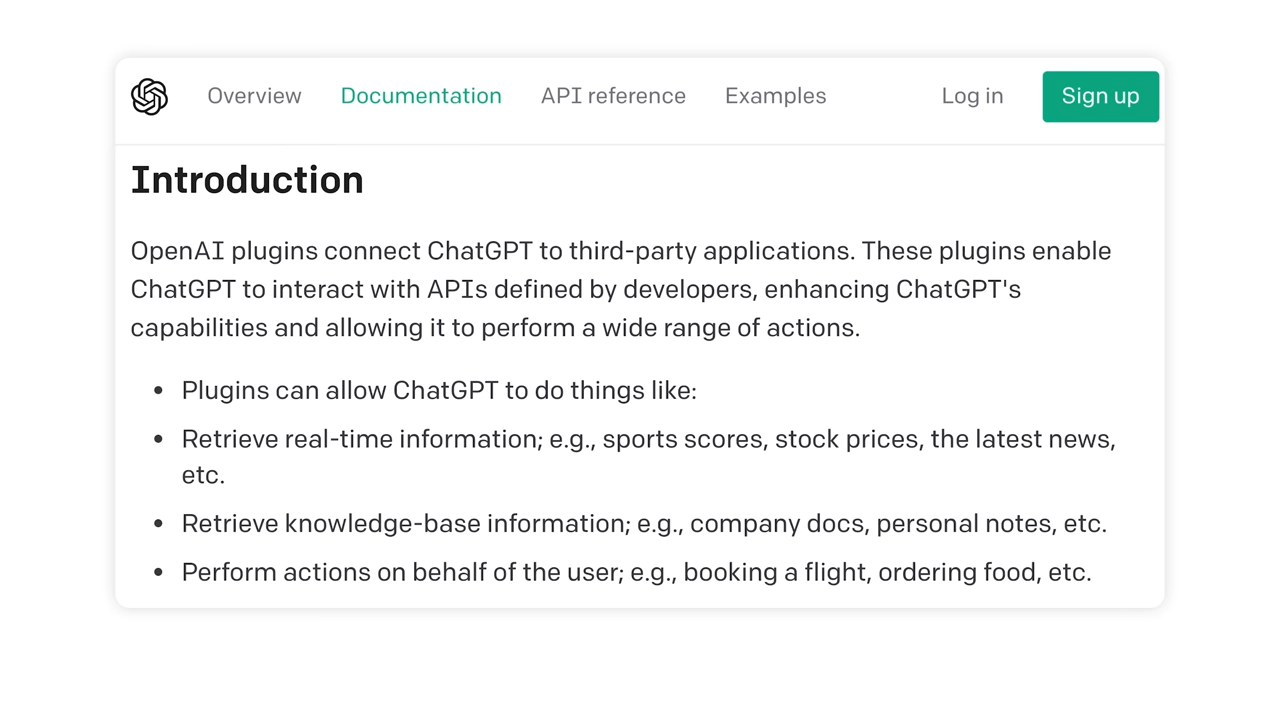 Overview Documentation API reference Examples Log in Sign up
Introduction
OpenAI plugins connect ChatGPT to third-party applications. These plugins enable
ChatGPT to interact with APIs defined by developers, enhancing ChatGPT's
capabilities and allowing it to perform a wide range of actions.
• Plugins can allow ChatGPT to do things like:
• Retrieve real-time information; e.g., sports scores, stock prices, the latest news,
etc.
• Retrieve knowledge-base information; e.g., company docs, personal notes, etc.
• Perform actions on behalf of the user; e.g., booking a flight, ordering food, etc.